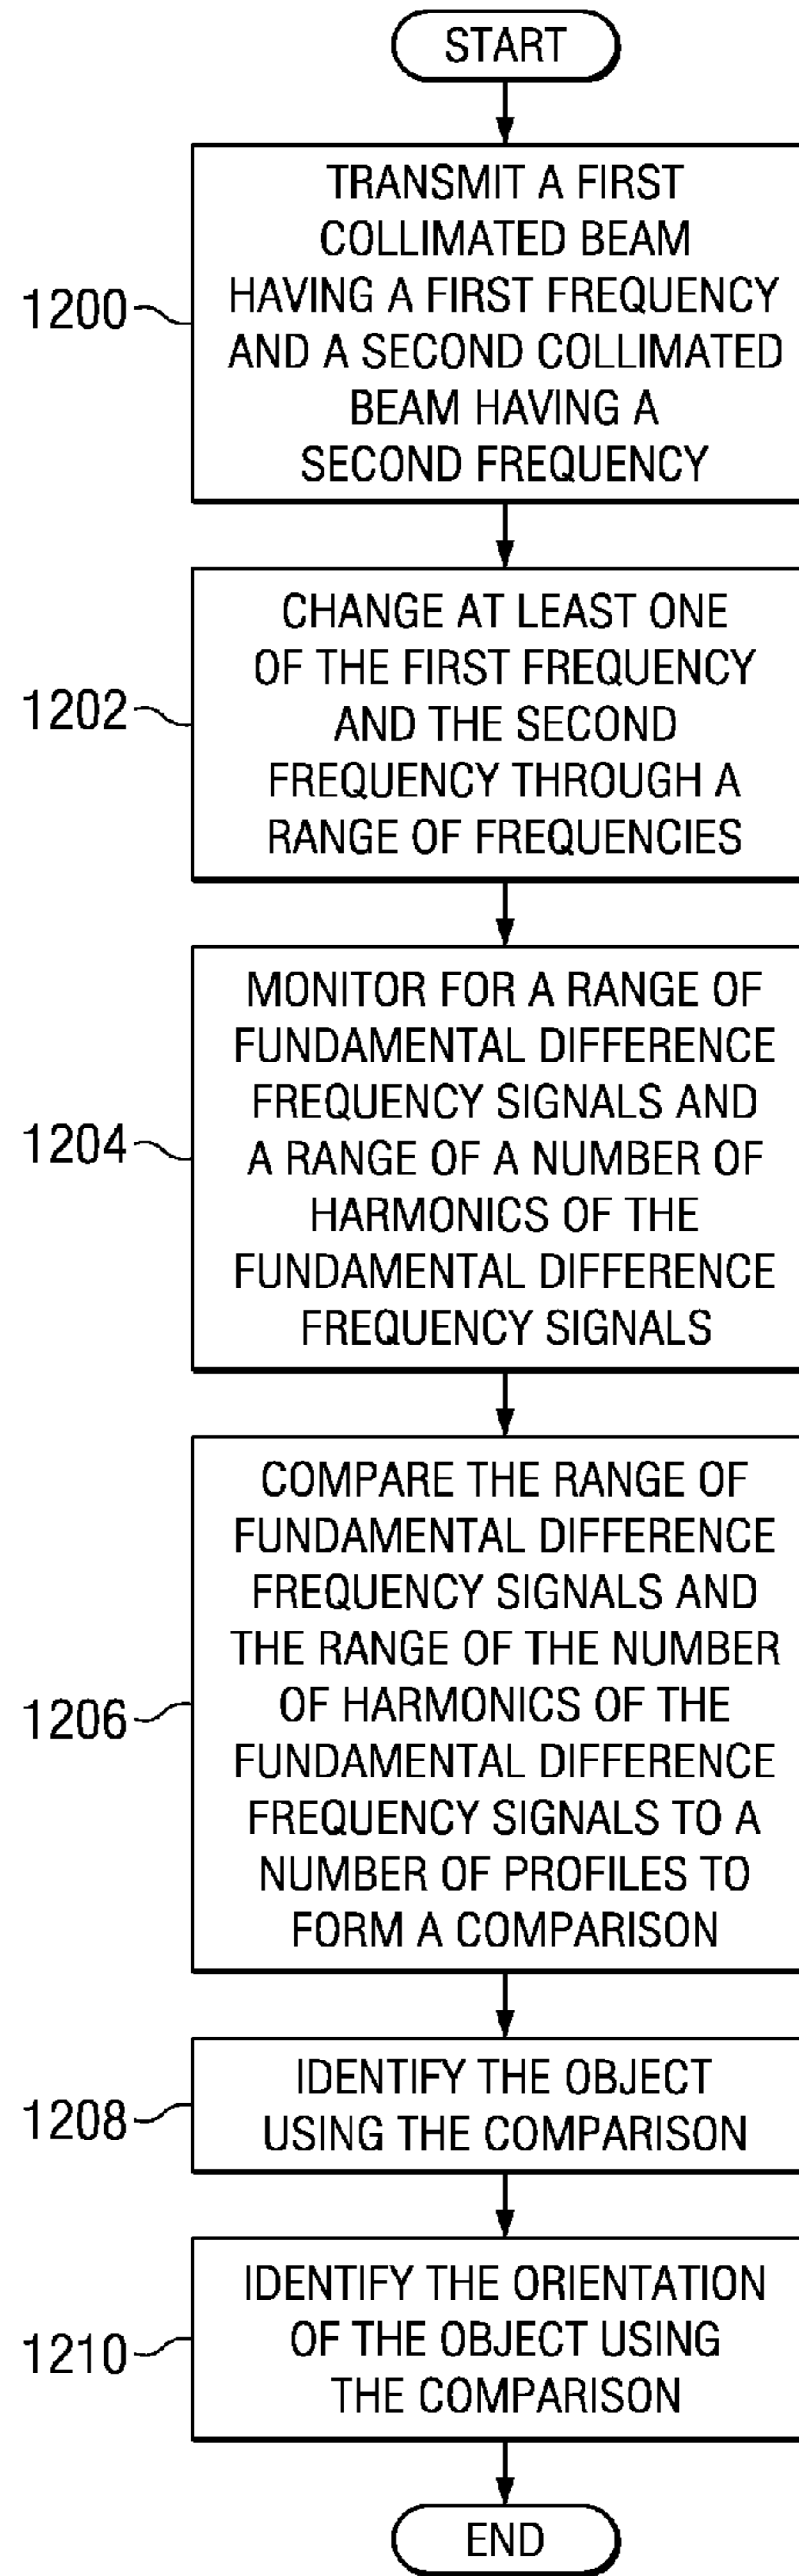 START
1200
TRANSMIT A FIRST
COLLIMATED BEAM
HAVING A FIRST FREQUENCY
AND A SECOND COLLIMATED
BEAM HAVING A
SECOND FREQUENCY
1202
CHANGE AT LEAST ONE
OF THE FIRST FREQUENCY
AND THE SECOND
FREQUENCY THROUGH A
RANGE OF FREQUENCIES
1204
MONITOR FOR A RANGE OF
FUNDAMENTAL DIFFERENCE
FREQUENCY SIGNALS AND
A RANGE OF A NUMBER OF
HARMONICS OF THE
FUNDAMENTAL DIFFERENCE
FREQUENCY SIGNALS
1206
COMPARE THE RANGE OF
FUNDAMENTAL DIFFERENCE
FREQUENCY SIGNALS AND
THE RANGE OF THE NUMBER
OF HARMONICS OF THE
FUNDAMENTAL DIFFERENCE
FREQUENCY SIGNALS TO A
NUMBER OF PROFILES TO
FORM A COMPARISON
1208
IDENTIFY THE OBJECT
USING THE COMPARISON
1210
IDENTIFY THE ORIENTATION
OF THE OBJECT USING
THE COMPARISON
END